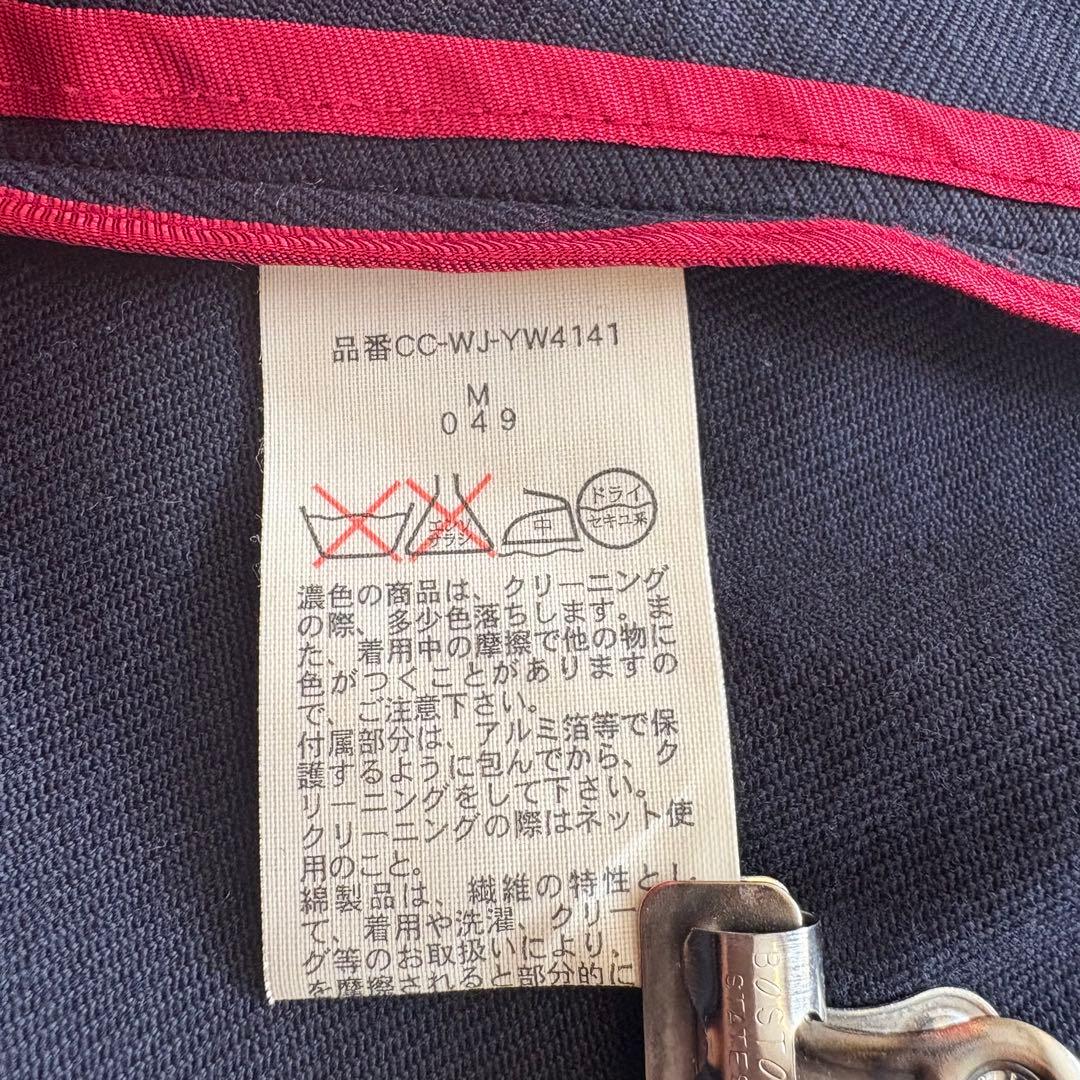 品番CC-WJ-YW4141
M
049
エンソ
サラシ
中
ドライ
セキユ系
濃色の商品は、クリーニング
の際、多少色落ちします。ま
た、着用中の摩擦で他の物に
色がつくことがありますの
で、ご注意下さい。
付属部分は、アルミ箔等で保
護するように包んでから、ク
リーニングをして下さい。
クリーニングの際はネット使
用のこと。
綿製品は、繊維の特性とし
て、着用や洗濯、クリー
グ等のお取扱いにより、
を摩擦されると部分的に
BOSTO
STATES